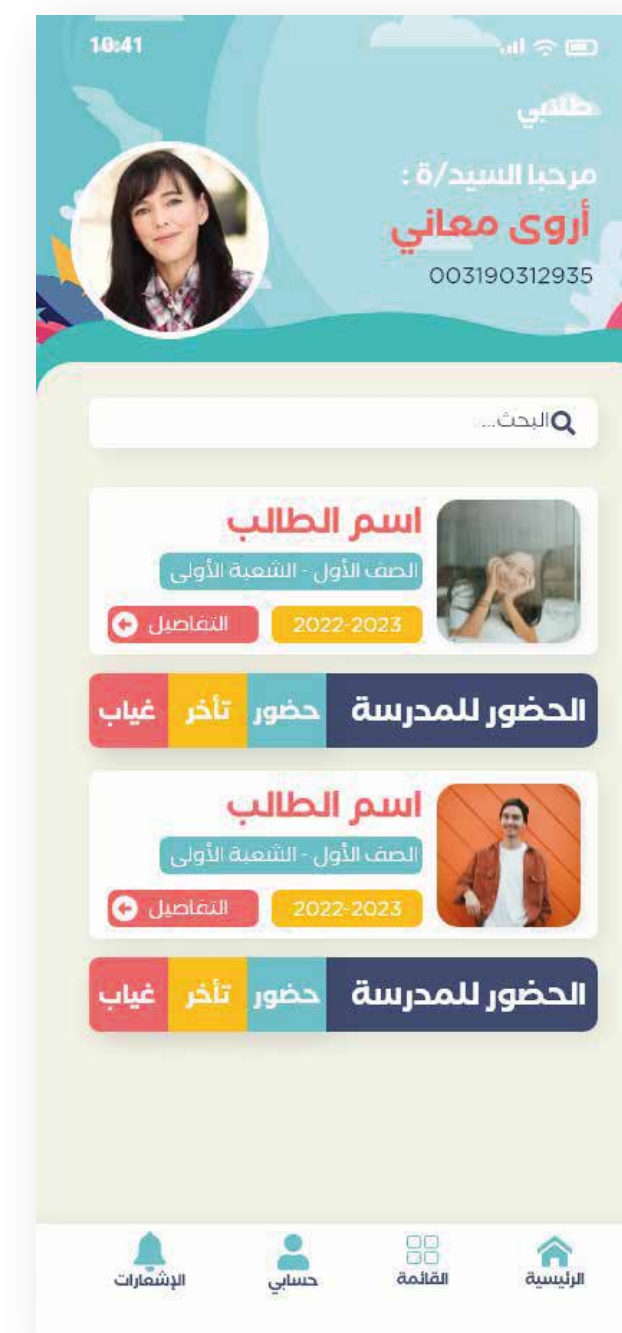 10:41
طلابي
مرحبا السيد/ة :
أروى معاني
003190312935
البحث...
اسم الطالب
الصف الأول - الشعبة الأولى
2022-2023 التفاصيل
الحضور للمدرسة حضور تأخر غياب
اسم الطالب
الصف الأول - الشعبة الأولى
2022-2023 التفاصيل
الحضور للمدرسة حضور تأخر غياب
الرئيسية القائمة حسابي الإشعارات